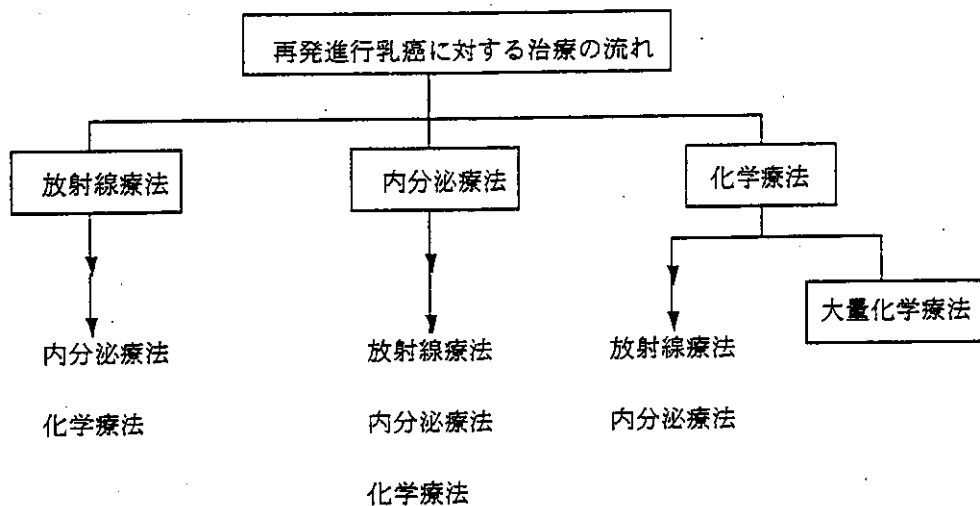 再発進行乳癌に対する治療の流れ
放射線療法
内分泌療法
化学療法
大量化学療法
内分泌療法
化学療法
放射線療法
内分泌療法
化学療法
放射線療法
内分泌療法